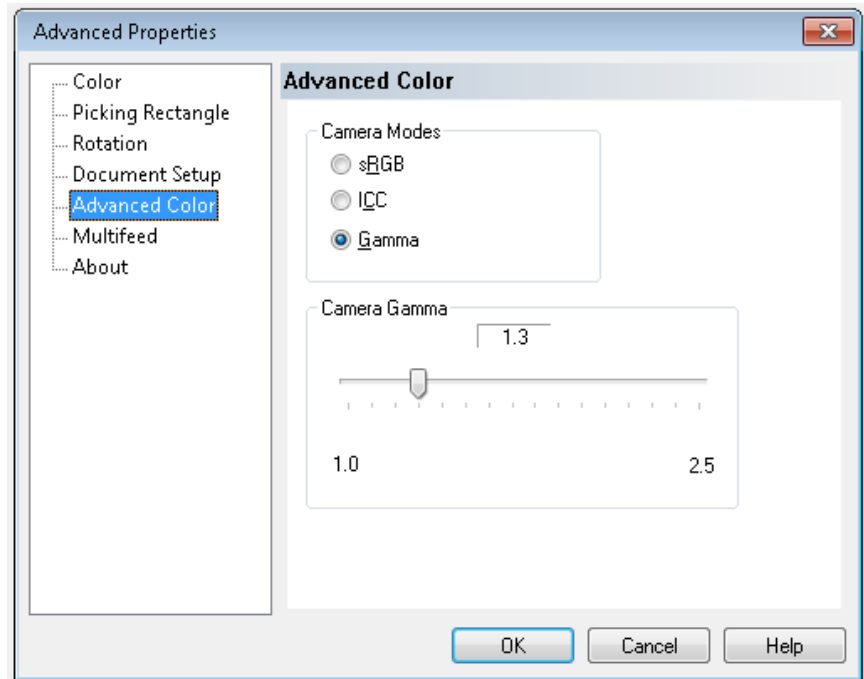 Advanced Properties
Color
Picking Rectangle
Rotation
Document Setup
Advanced Color
Multifeed
About
Advanced Color
Camera Modes
sRGB
ICC
Gamma
Camera Gamma
1.3
1.0 2.5
OK Cancel Help